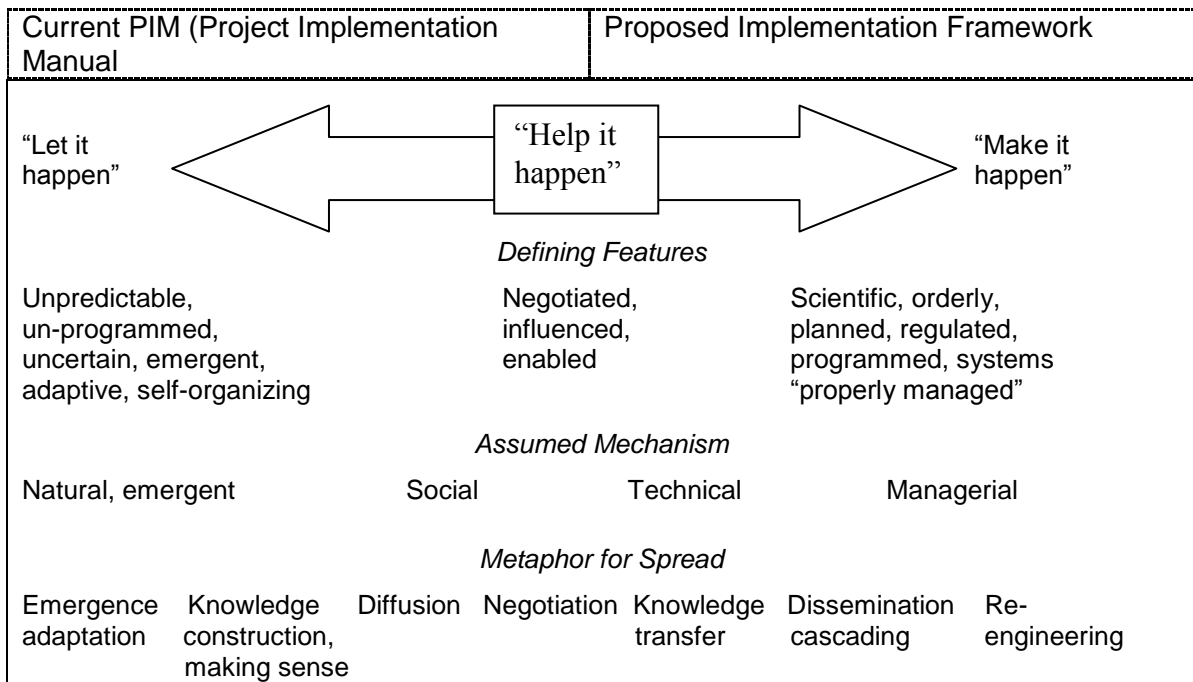 Current PIM (Project Implementation
Manual
Proposed Implementation Framework
“Let it
happen”
“Help it
happen”
“Make it
happen”
Defining Features
Unpredictable,
un-programmed,
uncertain, emergent,
adaptive, self-organizing
Negotiated,
influenced,
enabled
Scientific, orderly,
planned, regulated,
programmed, systems
“properly managed”
Assumed Mechanism
Natural, emergent
Social
Technical
Managerial
Metaphor for Spread
Emergence
adaptation
Knowledge
construction,
making sense
Diffusion
Negotiation
Knowledge
transfer
Dissemination
cascading
Re-
engineering